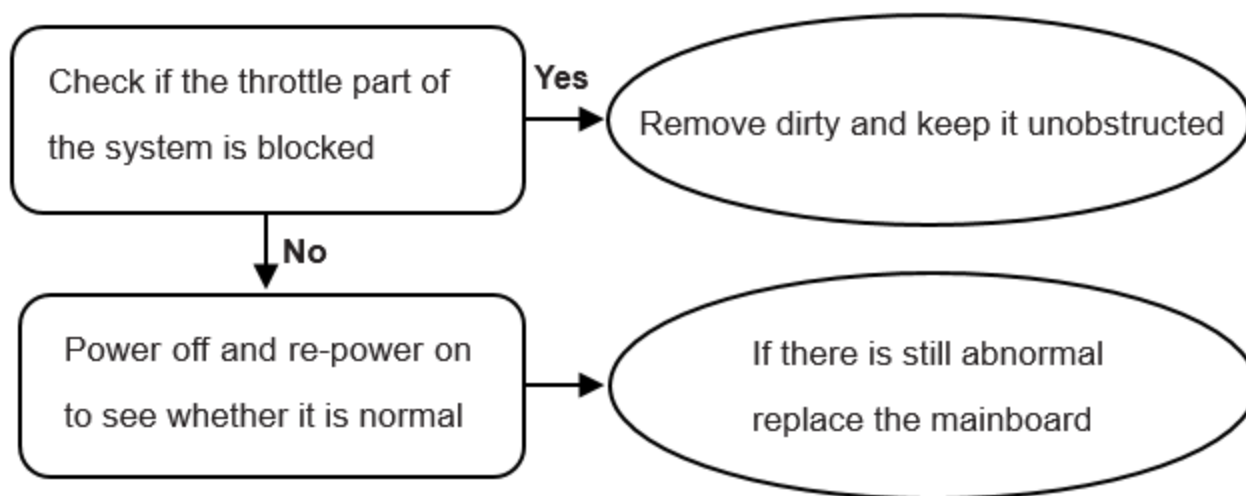 Check if the throttle part of
the system is blocked
Yes
Remove dirty and keep it unobstructed
No
Power off and re-power on
to see whether it is normal
If there is still abnormal
replace the mainboard